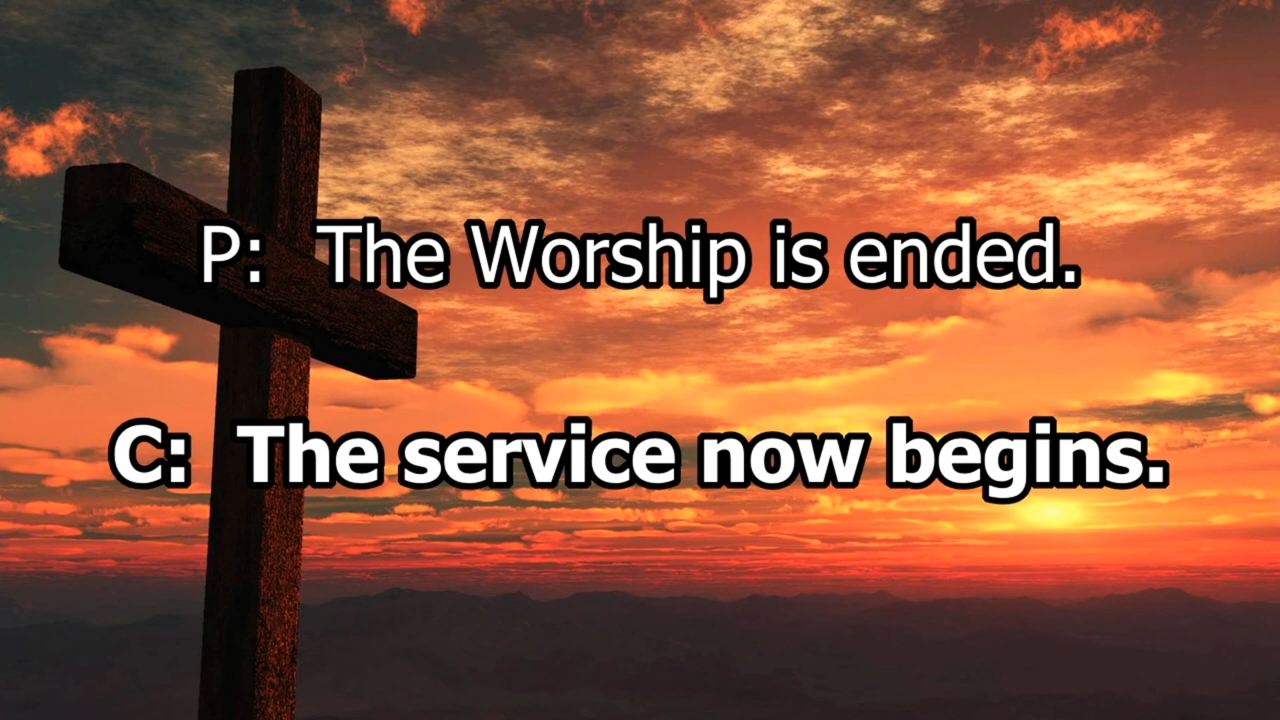 P: The Worship is ended.
C: The service now begins.